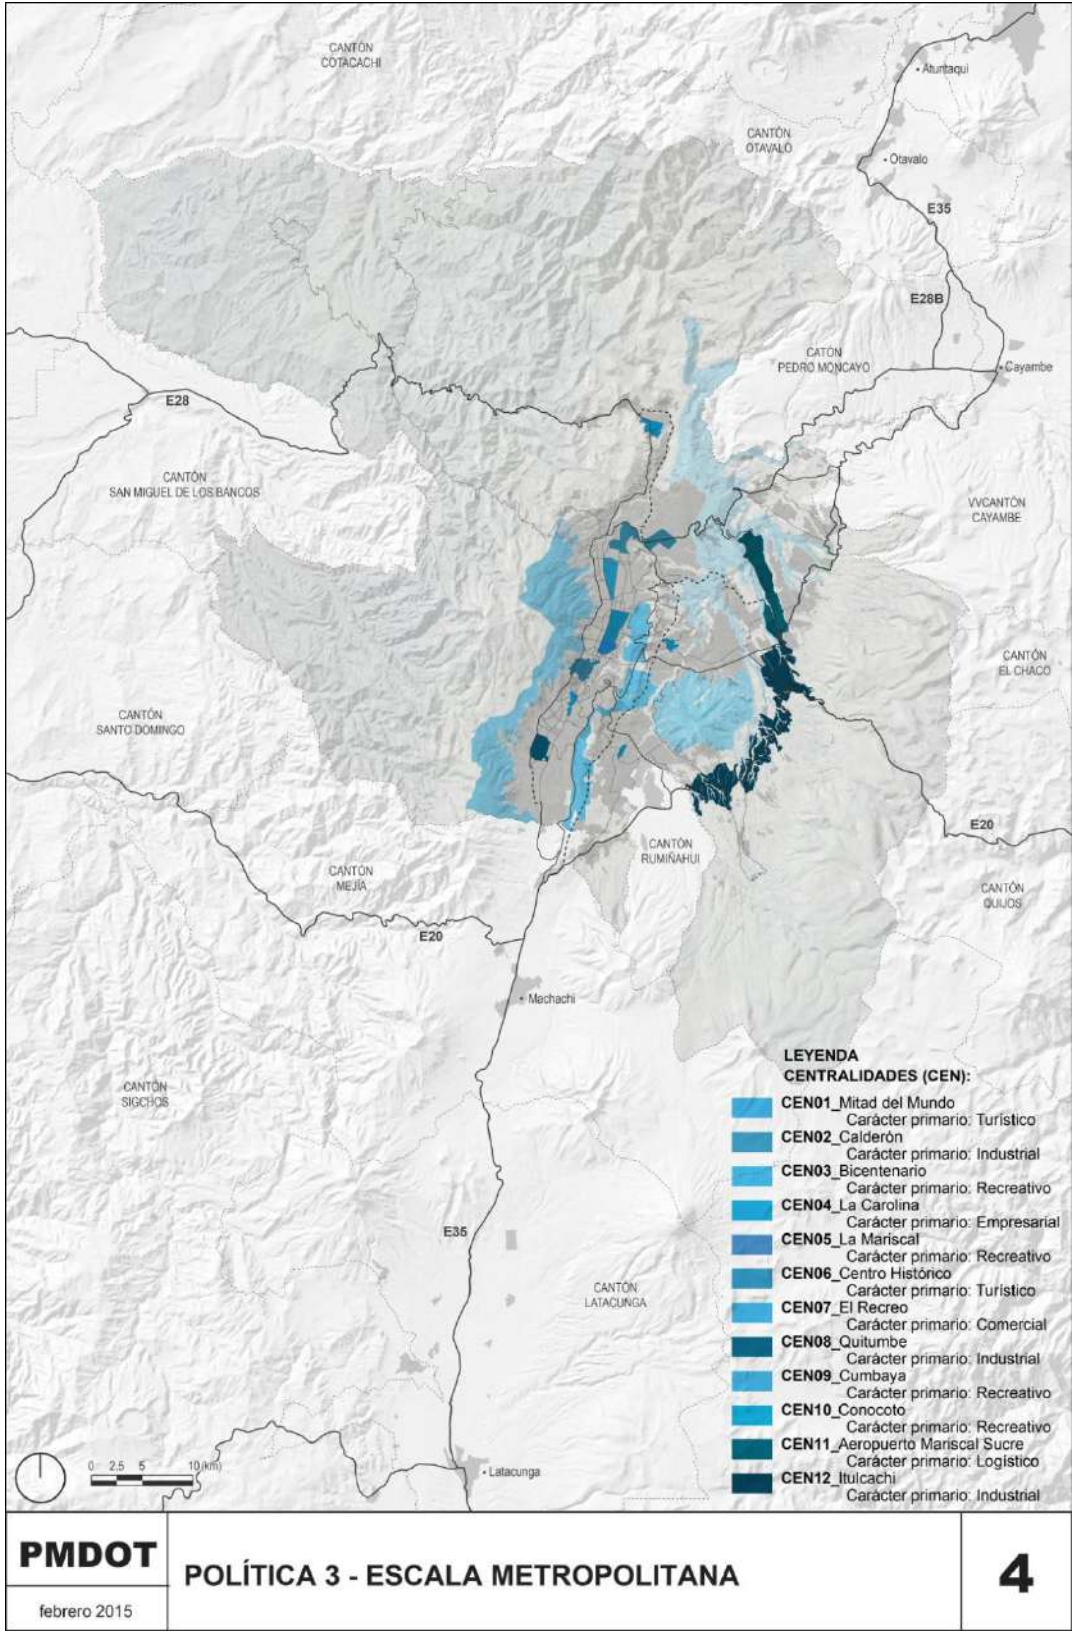 CANTÓN
COTACACHI
Atuntaqui
CANTÓN
OTAVALO
Otavalo
E35
E28B
CATÓN
PEDRO MONCAYO
Cayambe
E28
CANTÓN
SAN MIGUEL DE LOS BANCOS
VVCANTÓN
CAYAMBE
CANTÓN
EL CHACO
CANTÓN
SANTO DOMINGO
E20
CANTÓN
RUMIÑAHUI
CANTÓN
MEJÍA
CANTÓN
QUIJOS
E20
Machachi
CANTÓN
SIGCHOS
E35
CANTÓN
LATACUNGA
LEYENDA
CENTRALIDADES (CEN):
CEN01_Mitad del Mundo
Carácter primario: Turístico
CEN02_Calderón
Carácter primario: Industrial
CEN03_Bicentenario
Carácter primario: Recreativo
CEN04_La Carolina
Carácter primario: Empresarial
CEN05_La Mariscal
Carácter primario: Recreativo
CEN06_Centro Histórico
Carácter primario: Turístico
CEN07_El Recreo
Carácter primario: Comercial
CEN08_Quitumbe
Carácter primario: Industrial
CEN09_Cumbaya
Carácter primario: Recreativo
CEN10_Conocoto
Carácter primario: Recreativo
CEN11_Aeropuerto Mariscal Sucre
Carácter primario: Logístico
CEN12_Itulcachi
Carácter primario: Industrial
0 2.5 5 10(km)
Latacunga
PMDOT
febrero 2015
POLÍTICA 3 - ESCALA METROPOLITANA
4